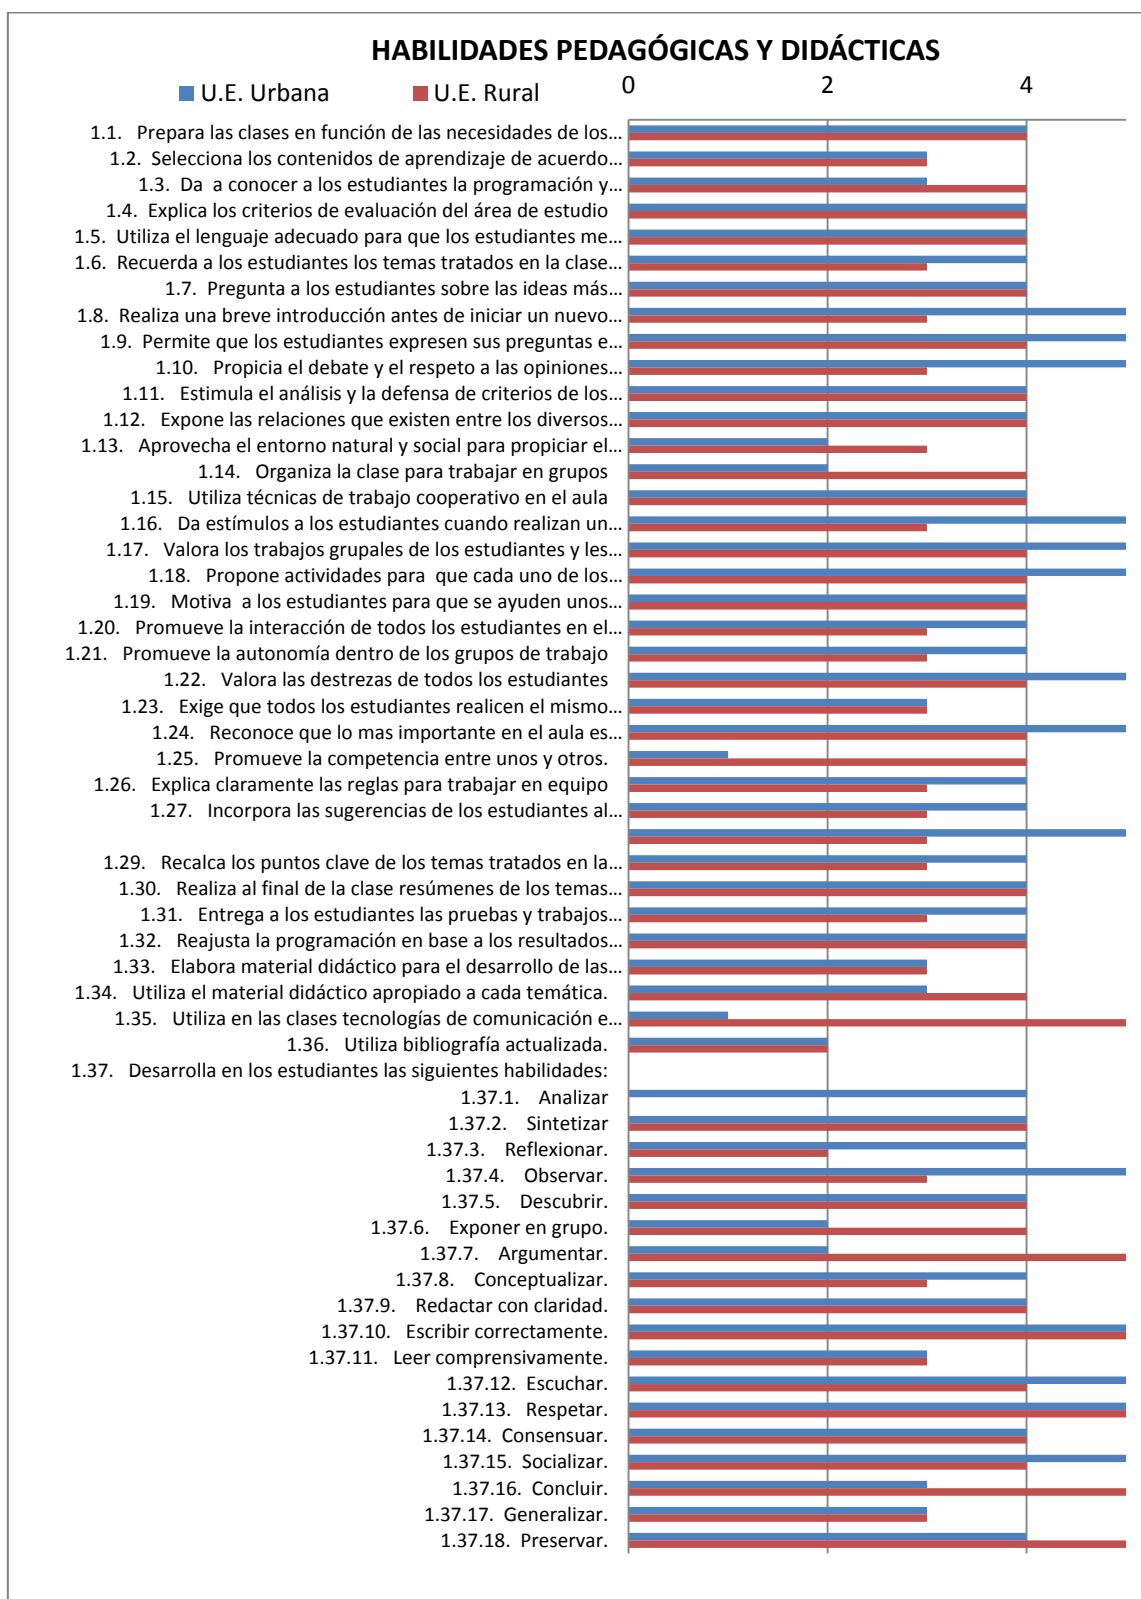 HABILIDADES PEDAGÓGICAS Y DIDÁCTICAS
0 2 4
U.E. Urbana U.E. Rural
1.1. Prepara las clases en función de las necesidades de los...
1.2. Selecciona los contenidos de aprendizaje de acuerdo...
1.3. Da a conocer a los estudiantes la programación y...
1.4. Explica los criterios de evaluación del área de estudio
1.5. Utiliza el lenguaje adecuado para que los estudiantes me...
1.6. Recuerda a los estudiantes los temas tratados en la clase...
1.7. Pregunta a los estudiantes sobre las ideas más...
1.8. Realiza una breve introducción antes de iniciar un nuevo...
1.9. Permite que los estudiantes expresen sus preguntas e...
1.10. Propicia el debate y el respeto a las opiniones...
1.11. Estimula el análisis y la defensa de criterios de los...
1.12. Expone las relaciones que existen entre los diversos...
1.13. Aprovecha el entorno natural y social para propiciar el...
1.14. Organiza la clase para trabajar en grupos
1.15. Utiliza técnicas de trabajo cooperativo en el aula
1.16. Da estímulos a los estudiantes cuando realizan un...
1.17. Valora los trabajos grupales de los estudiantes y les...
1.18. Propone actividades para que cada uno de los...
1.19. Motiva a los estudiantes para que se ayuden unos...
1.20. Promueve la interacción de todos los estudiantes en el...
1.21. Promueve la autonomía dentro de los grupos de trabajo
1.22. Valora las destrezas de todos los estudiantes
1.23. Exige que todos los estudiantes realicen el mismo...
1.24. Reconoce que lo mas importante en el aula es...
1.25. Promueve la competencia entre unos y otros.
1.26. Explica claramente las reglas para trabajar en equipo
1.27. Incorpora las sugerencias de los estudiantes al...
1.29. Recalca los puntos clave de los temas tratados en la...
1.30. Realiza al final de la clase resúmenes de los temas...
1.31. Entrega a los estudiantes las pruebas y trabajos...
1.32. Reajusta la programación en base a los resultados...
1.33. Elabora material didáctico para el desarrollo de las...
1.34. Utiliza el material didáctico apropiado a cada temática.
1.35. Utiliza en las clases tecnologías de comunicación e...
1.36. Utiliza bibliografía actualizada.
1.37. Desarrolla en los estudiantes las siguientes habilidades:
1.37.1. Analizar
1.37.2. Sintetizar
1.37.3. Reflexionar.
1.37.4. Observar.
1.37.5. Descubrir.
1.37.6. Exponer en grupo.
1.37.7. Argumentar.
1.37.8. Conceptualizar.
1.37.9. Redactar con claridad.
1.37.10. Escribir correctamente.
1.37.11. Leer comprensivamente.
1.37.12. Escuchar.
1.37.13. Respetar.
1.37.14. Consensuar.
1.37.15. Socializar.
1.37.16. Concluir.
1.37.17. Generalizar.
1.37.18. Preservar.